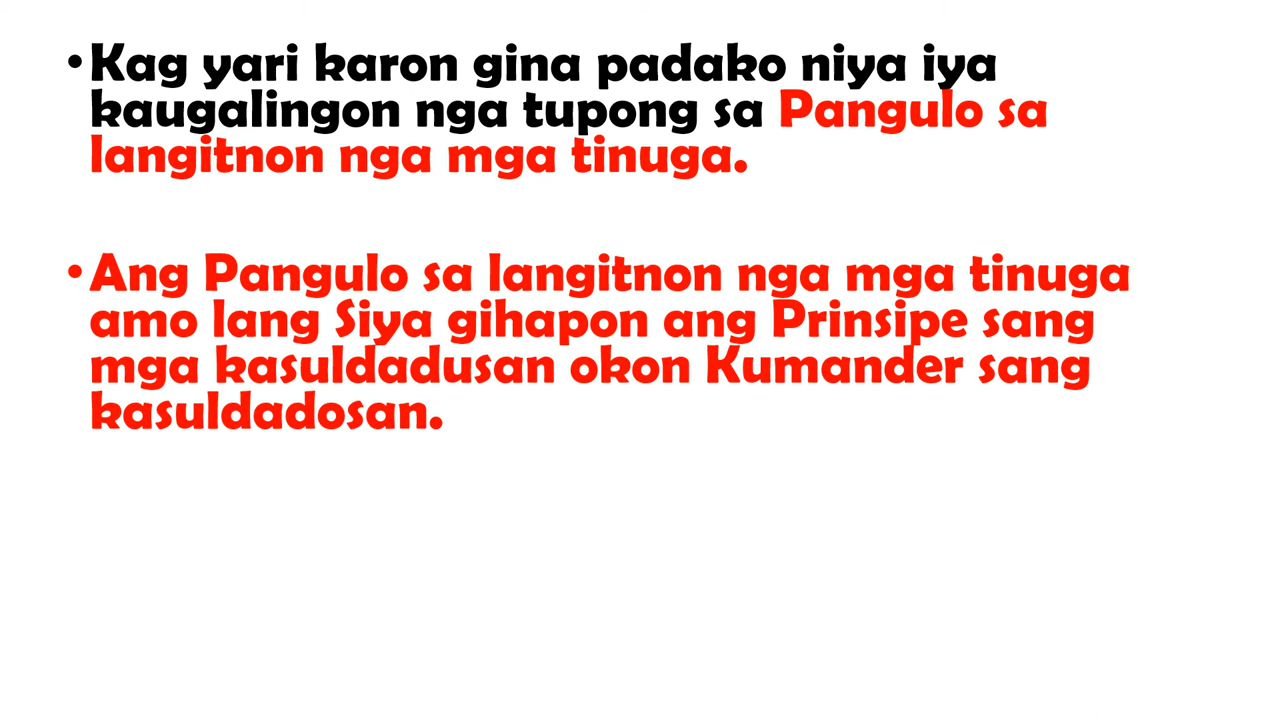 •Kag yari karon gina padako niya iya
kaugalingon nga tupong sa Pangulo sa
langitnon nga mga tinuga.
•Ang Pangulo sa langitnon nga mga tinuga
amo lang Siya gihapon ang Prinsipe sang
mga kasuldadusan okon Kumander sang
kasuldadosan.